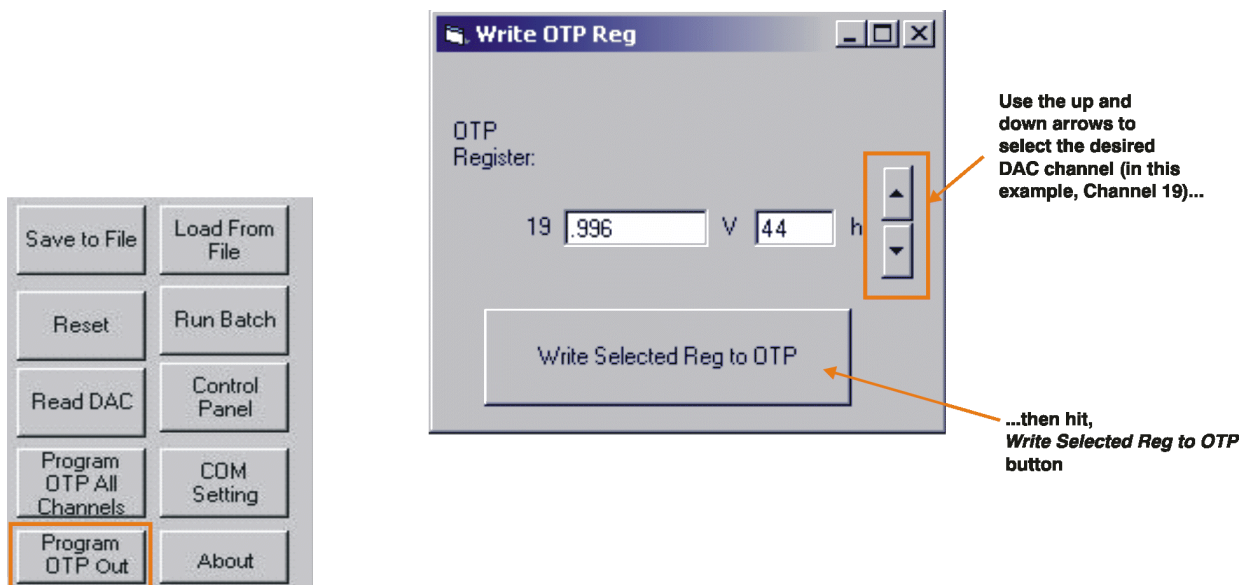 Save to File
Load From
File
Reset
Run Batch
Read DAC
Control
Panel
Program
OTP All
Channels
COM
Setting
Program
OTP Out
About
Write OTP Reg
OTP
Register:
19 .996 V 44 h
Write Selected Reg to OTP
Use the up and
down arrows to
select the desired
DAC channel (in this
example, Channel 19)...
...then hit,
Write Selected Reg to OTP
button